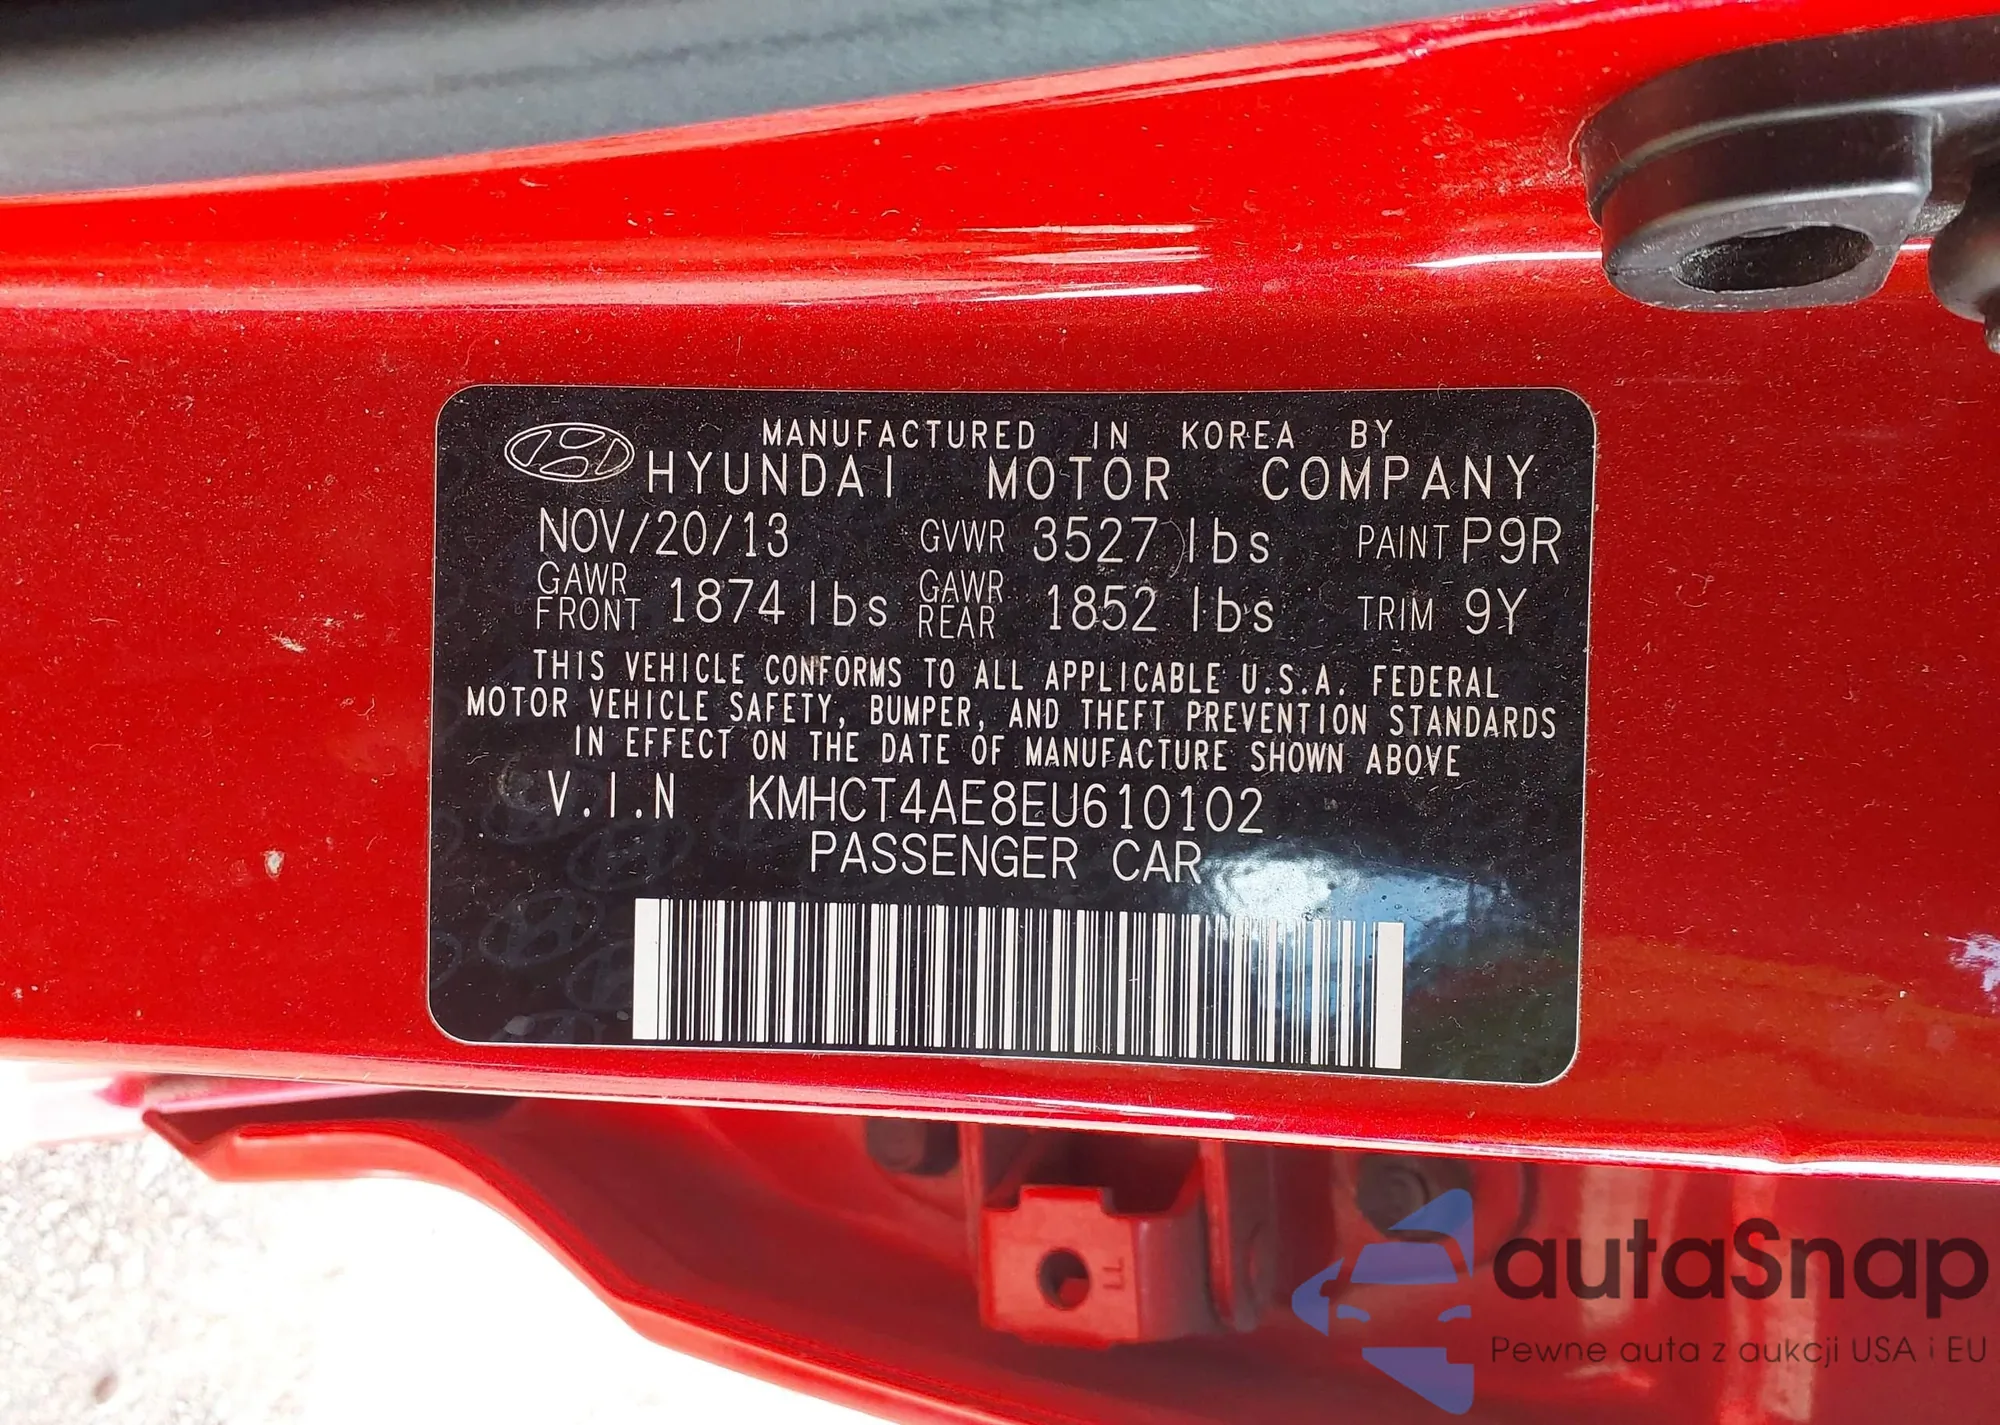 MANUFACTURED IN KOREA BY
HYUNDAI MOTOR COMPANY
NOV/20/13 GVWR 3527 lbs PAINT P9R
GAWR FRONT 1874 lbs GAWR REAR 1852 lbs TRIM 9Y
THIS VEHICLE CONFORMS TO ALL APPLICABLE U.S.A. FEDERAL
MOTOR VEHICLE SAFETY, BUMPER, AND THEFT PREVENTION STANDARDS
IN EFFECT ON THE DATE OF MANUFACTURE SHOWN ABOVE
V.I.N KMHCT4AE8EU610102
PASSENGER CAR
LL
autaSnap
Pewne auta z aukcji USA i EU